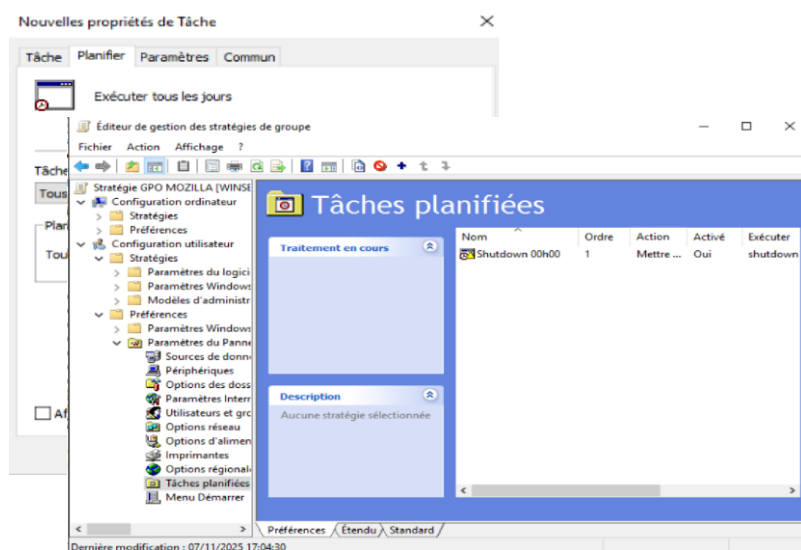 Nouvelles propriétés de Tâche
Tâche Planifier Paramètres Commun
Exécuter tous les jours
Tâche
Tous
Plan
Tou
Af
Éditeur de gestion des stratégies de groupe
Fichier Action Affichage ?
Stratégie GPO MOZILLA [WINSE
Configuration ordinateur
Stratégies
Préférences
Configuration utilisateur
Stratégies
Paramètres du logici
Paramètres Windows
Modèles d'administr
Préférences
Paramètres Windows
Paramètres du Panne
Sources de donn
Périphériques
Options des doss
Paramètres Interr
Utilisateurs et grc
Options réseau
Options d'alimen
Imprimantes
Options régional
Tâches planifiées
Menu Démarrer
Tâches planifiées
Traitement en cours
Description
Aucune stratégie sélectionnée
Nom Ordre Action Activé Exécuter
Shutdown 00h00 1 Mettre ... Oui shutdown
Préférences Étendu Standard
Dernière modification : 07/11/2025 17:04:30